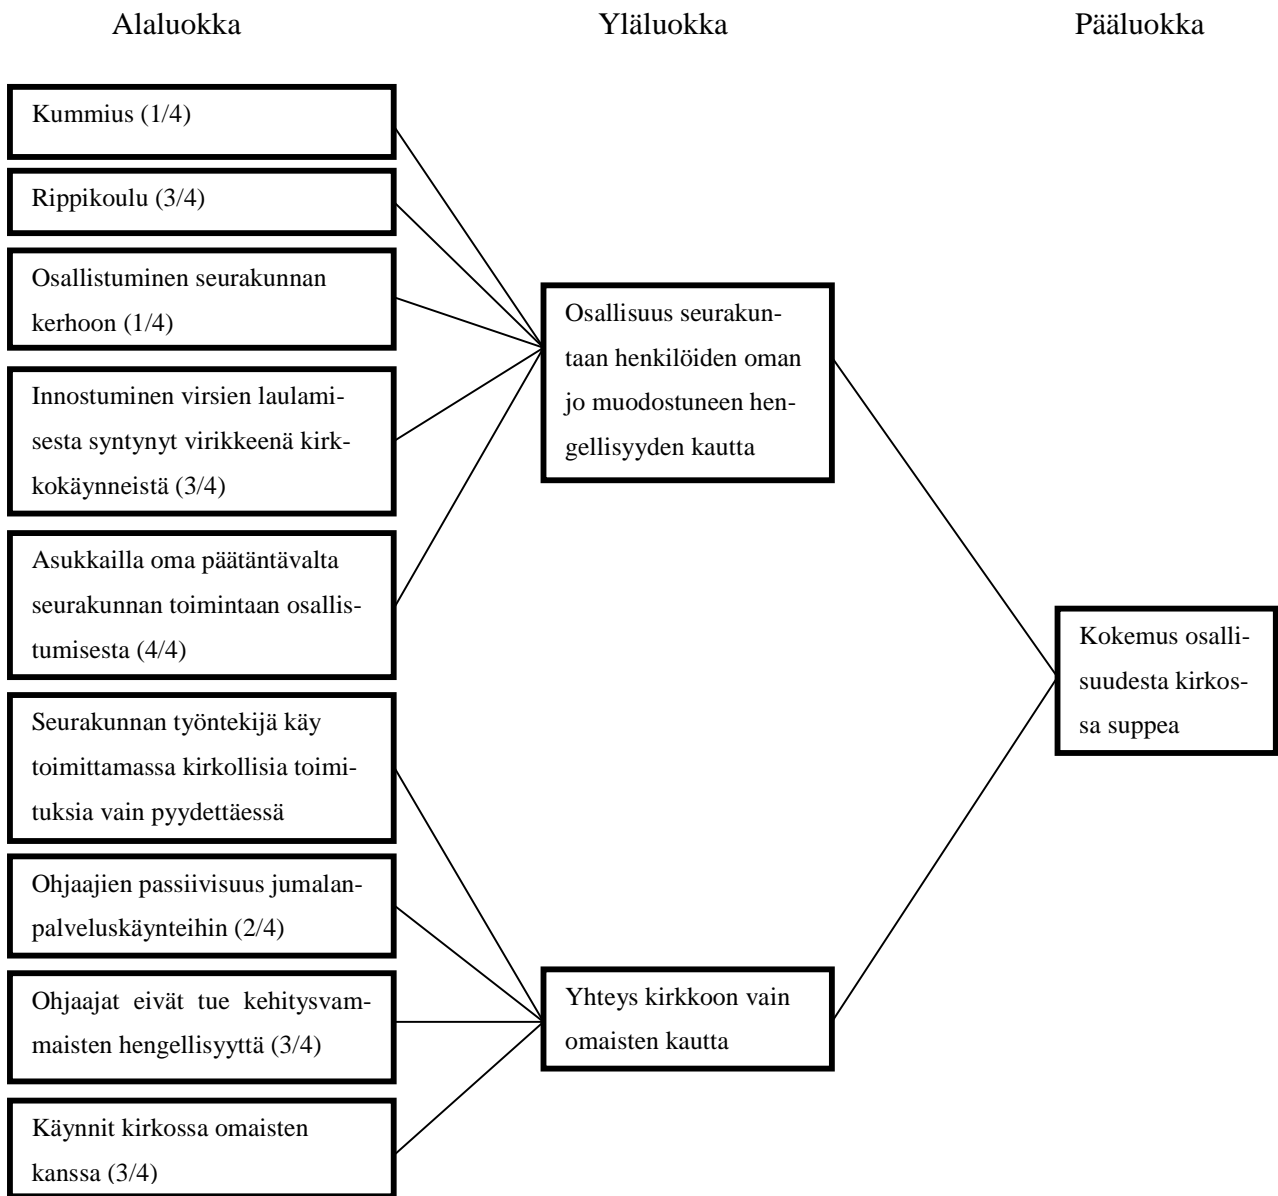 Alaluokka
Yläluokka
Pääluokka
Kummius (1/4)
Rippikoulu (3/4)
Osallistuminen seurakunnan
kerhoon (1/4)
Innostuminen virsien laulami-
sesta syntynyt virikkeenä kirk-
kokäynneistä (3/4)
Asukkailla oma päätäntävalta
seurakunnan toimintaan osallis-
tumisesta (4/4)
Seurakunnan työntekijä käy
toimittamassa kirkollisia toimi-
tuksia vain pyydettäessä
Ohjaajien passiivisuus jumalan-
palveluskäynteihin (2/4)
Ohjaajat eivät tue kehitysvam-
maisten hengellisyyttä (3/4)
Käynnit kirkossa omaisten
kanssa (3/4)
Osallisuus seurakun-
taan henkilöiden oman
jo muodostuneen hen-
gellisyyden kautta
Yhteys kirkkoon vain
omaisten kautta
Kokemus osalli-
suudesta kirkos-
sa suppea